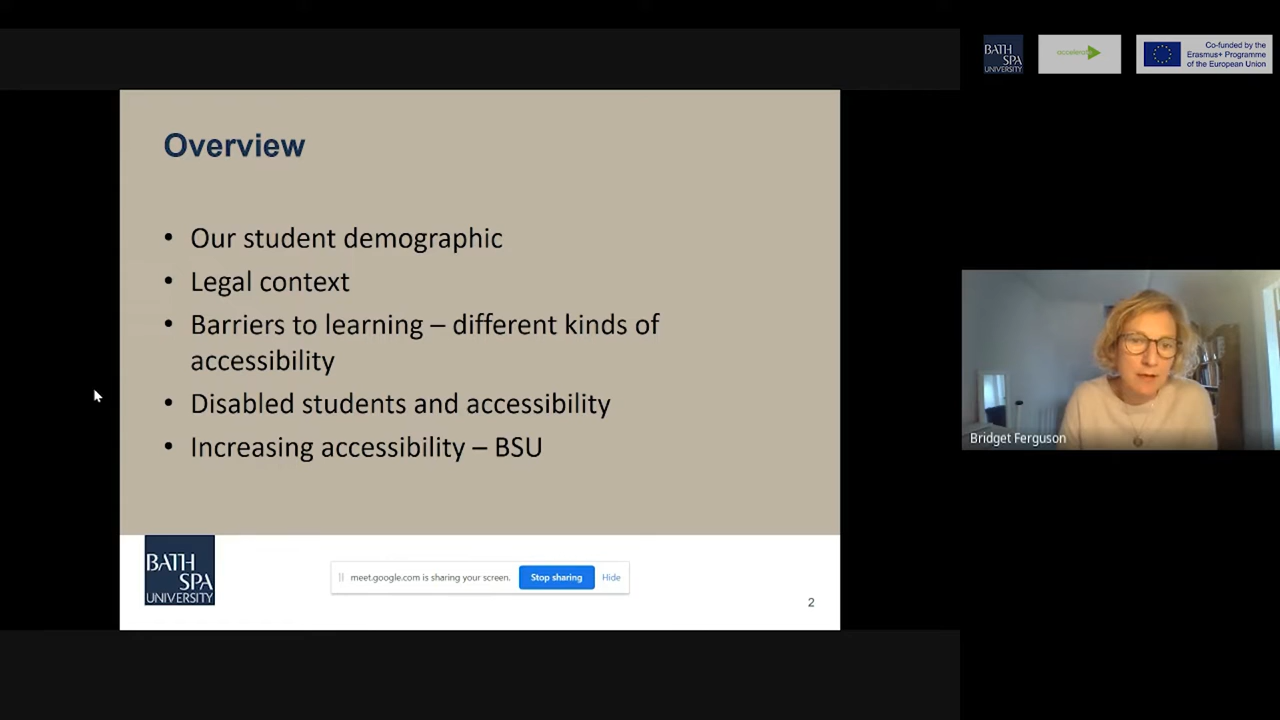 BATH
SPA
UNIVERSITY
accelerate
Co-funded by the
Erasmus+ Programme
of the European Union
Overview
• Our student demographic
• Legal context
• Barriers to learning – different kinds of
accessibility
• Disabled students and accessibility
• Increasing accessibility – BSU
Bridget Ferguson
BATH
SPA
UNIVERSITY
meet.google.com is sharing your screen. Stop sharing Hide
2